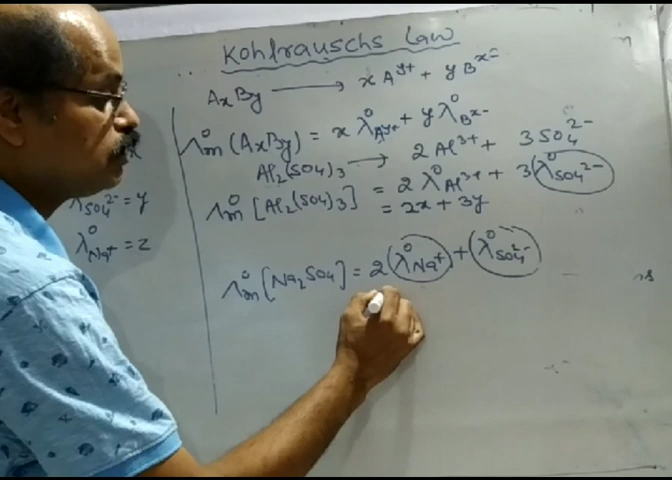 Kohlrauschs Law
AxBy → x A^y+ + y B^x-
Λ°m (AxBy) = x λ°A^y+ + y λ°B^x-
Al₂(SO₄)₃ → 2 Al³⁺ + 3 SO₄²⁻
Λ°m [Al₂(SO₄)₃] = 2 λ°Al³⁺ + 3(λ°SO₄²⁻
= 2x + 3y
λSO₄²⁻ = y
λ°Na⁺ = z
Λ°m [Na₂SO₄] = 2(λ°Na⁺) + (λ°SO₄²⁻)